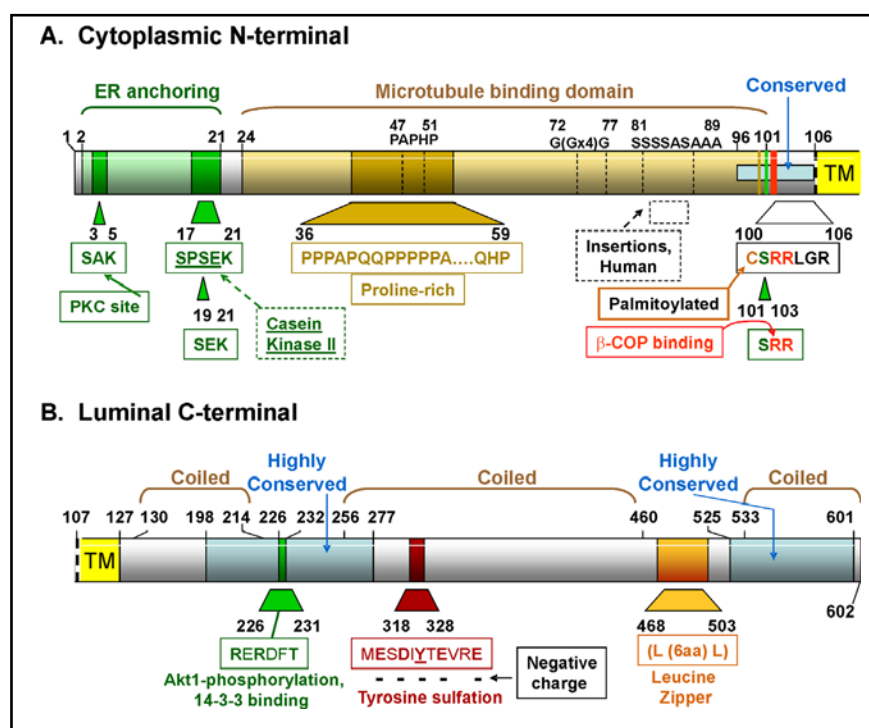 A. Cytoplasmic N-terminal
ER anchoring
Microtubule binding domain
Conserved
1 2 21 24 47 51 72 77 81 89 96 101 106
PAPHP G(Gx4)G SSSSASAAA
TM
3 5 17 21 36 59 100 106
SAK SPSEK PPPAPQQPPPPPA....QHP Insertions, Human CSRRLGR
PKC site
Proline-rich
Palmitoylated
19 21
Casein
Kinase II
101 103
SEK
β-COP binding
SRR
B. Luminal C-terminal
Coiled
Highly
Conserved
Coiled
Highly
Conserved
Coiled
107 127 130 198 214 226 232 256 277 460 525 533 601
TM
602
226 231 318 328 468 503
RERDFT MESDIYTEVRE (L (6aa) L)
Akt1-phosphorylation,
14-3-3 binding
- - - - -
Tyrosine sulfation
Negative
charge
Leucine
Zipper